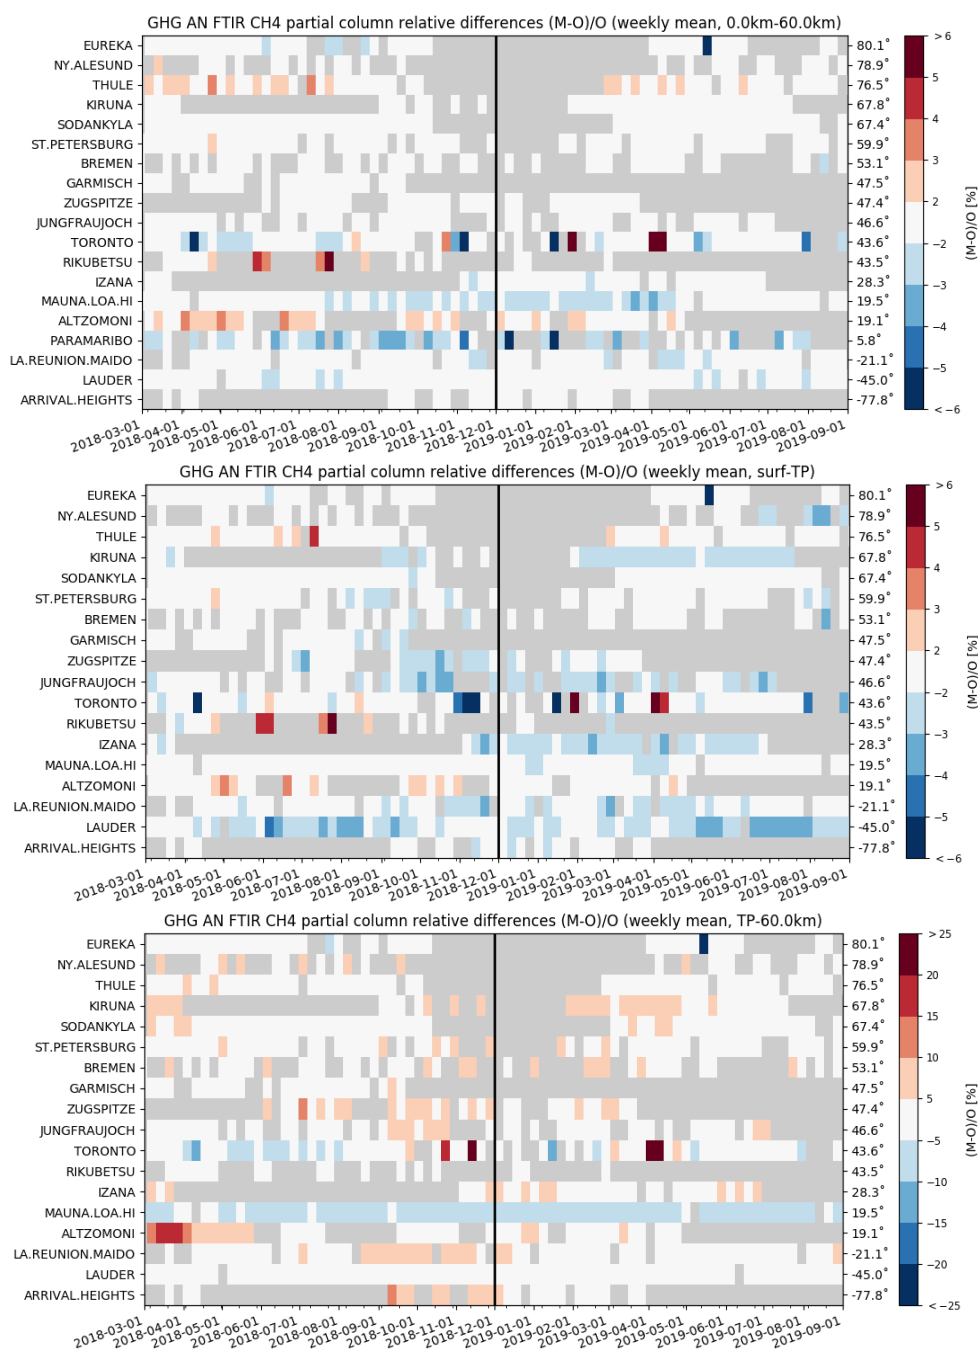 GHG AN FTIR CH4 partial column relative differences (M-O)/O (weekly mean, 0.0km-60.0km)
EUREKA 80.1˚
NY.ALESUND 78.9˚
THULE 76.5˚
KIRUNA 67.8˚
SODANKYLA 67.4˚
ST.PETERSBURG 59.9˚
BREMEN 53.1˚
GARMISCH 47.5˚
ZUGSPITZE 47.4˚
JUNGFRAUJOCH 46.6˚
TORONTO 43.6˚
RIKUBETSU 43.5˚
IZANA 28.3˚
MAUNA.LOA.HI 19.5˚
ALTZOMONI 19.1˚
PARAMARIBO 5.8˚
LA.REUNION.MAIDO -21.1˚
LAUDER -45.0˚
ARRIVAL.HEIGHTS -77.8˚
2018-03-01 2018-04-01 2018-05-01 2018-06-01 2018-07-01 2018-08-01 2018-09-01 2018-10-01 2018-11-01 2018-12-01 2019-01-01 2019-02-01 2019-03-01 2019-04-01 2019-05-01 2019-06-01 2019-07-01 2019-08-01 2019-09-01
>6
5
4
3
2
−2
−3
−4
−5
<−6
(M-O)/O [%]
GHG AN FTIR CH4 partial column relative differences (M-O)/O (weekly mean, surf-TP)
EUREKA 80.1˚
NY.ALESUND 78.9˚
THULE 76.5˚
KIRUNA 67.8˚
SODANKYLA 67.4˚
ST.PETERSBURG 59.9˚
BREMEN 53.1˚
GARMISCH 47.5˚
ZUGSPITZE 47.4˚
JUNGFRAUJOCH 46.6˚
TORONTO 43.6˚
RIKUBETSU 43.5˚
IZANA 28.3˚
MAUNA.LOA.HI 19.5˚
ALTZOMONI 19.1˚
LA.REUNION.MAIDO -21.1˚
LAUDER -45.0˚
ARRIVAL.HEIGHTS -77.8˚
2018-03-01 2018-04-01 2018-05-01 2018-06-01 2018-07-01 2018-08-01 2018-09-01 2018-10-01 2018-11-01 2018-12-01 2019-01-01 2019-02-01 2019-03-01 2019-04-01 2019-05-01 2019-06-01 2019-07-01 2019-08-01 2019-09-01
>6
5
4
3
2
−2
−3
−4
−5
<−6
(M-O)/O [%]
GHG AN FTIR CH4 partial column relative differences (M-O)/O (weekly mean, TP-60.0km)
EUREKA 80.1˚
NY.ALESUND 78.9˚
THULE 76.5˚
KIRUNA 67.8˚
SODANKYLA 67.4˚
ST.PETERSBURG 59.9˚
BREMEN 53.1˚
GARMISCH 47.5˚
ZUGSPITZE 47.4˚
JUNGFRAUJOCH 46.6˚
TORONTO 43.6˚
RIKUBETSU 43.5˚
IZANA 28.3˚
MAUNA.LOA.HI 19.5˚
ALTZOMONI 19.1˚
LA.REUNION.MAIDO -21.1˚
LAUDER -45.0˚
ARRIVAL.HEIGHTS -77.8˚
2018-03-01 2018-04-01 2018-05-01 2018-06-01 2018-07-01 2018-08-01 2018-09-01 2018-10-01 2018-11-01 2018-12-01 2019-01-01 2019-02-01 2019-03-01 2019-04-01 2019-05-01 2019-06-01 2019-07-01 2019-08-01 2019-09-01
>25
20
15
10
5
−5
−10
−15
−20
<−25
(M-O)/O [%]